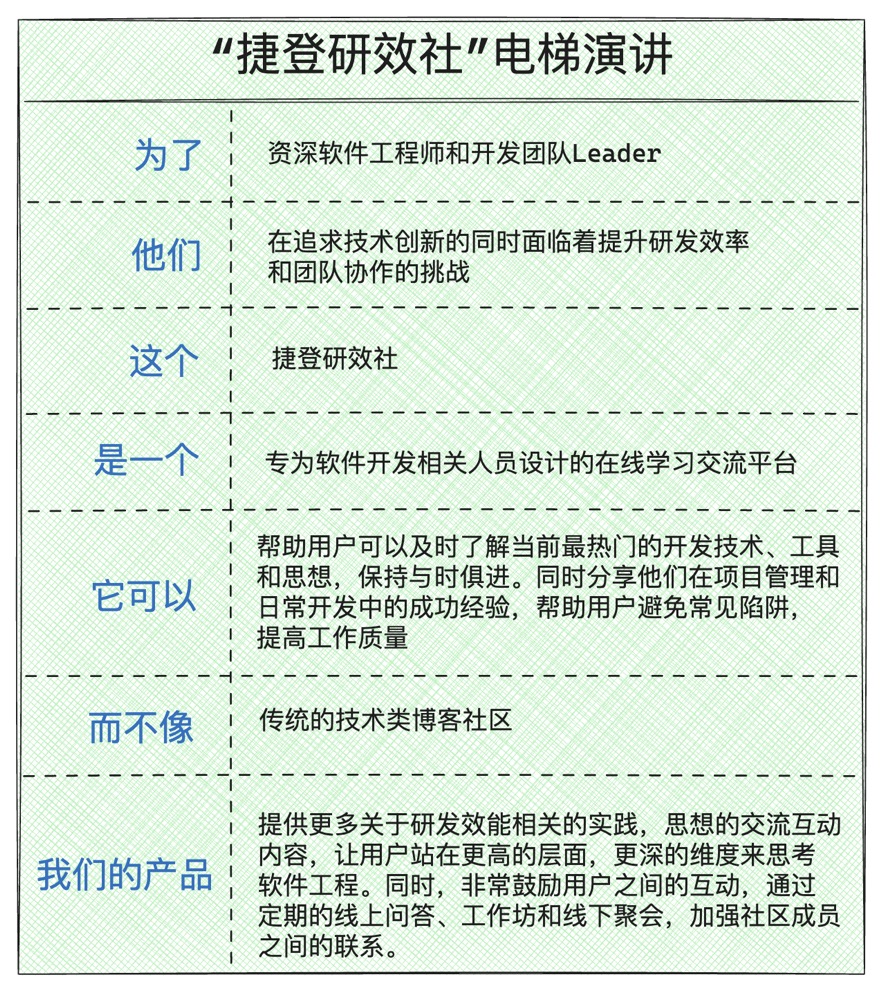 “捷登研效社”电梯演讲
为了
资深软件工程师和开发团队Leader
他们
在追求技术创新的同时面临着提升研发效率
和团队协作的挑战
这个
捷登研效社
是一个
专为软件开发相关人员设计的在线学习交流平台
它可以
帮助用户可以及时了解当前最热门的开发技术、工具
和思想，保持与时俱进。同时分享他们在项目管理和
日常开发中的成功经验，帮助用户避免常见陷阱，
提高工作质量
而不像
传统的技术类博客社区
我们的产品
提供更多关于研发效能相关的实践，思想的交流互动
内容，让用户站在更高的层面，更深的维度来思考
软件工程。同时，非常鼓励用户之间的互动，通过
定期的线上问答、工作坊和线下聚会，加强社区成员
之间的联系。